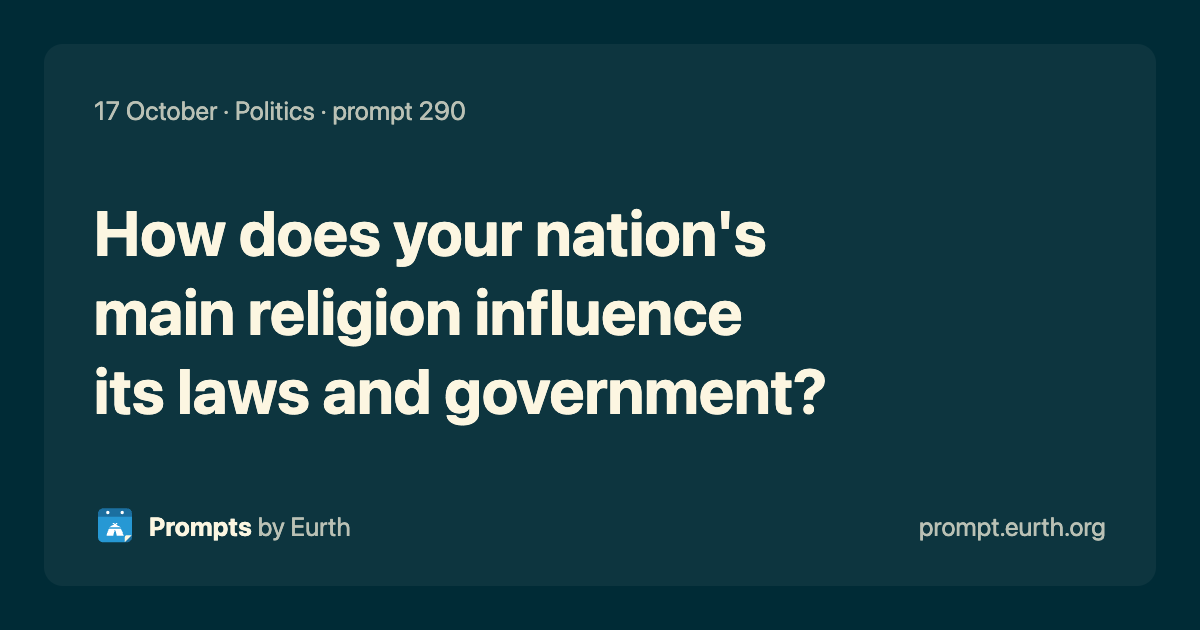 17 October · Politics · prompt 290
How does your nation's
main religion influence
its laws and government?
Prompts by Eurth
prompt.eurth.org